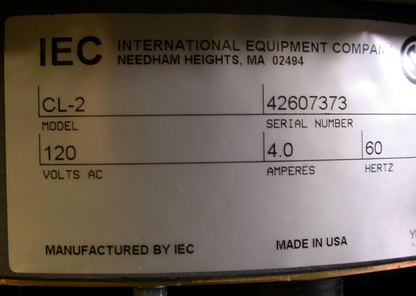 IEC INTERNATIONAL EQUIPMENT COMPANY
NEEDHAM HEIGHTS, MA 02494
CL-2 42607373
MODEL SERIAL NUMBER
120 4.0 60
VOLTS AC AMPERES HERTZ
MANUFACTURED BY IEC MADE IN USA